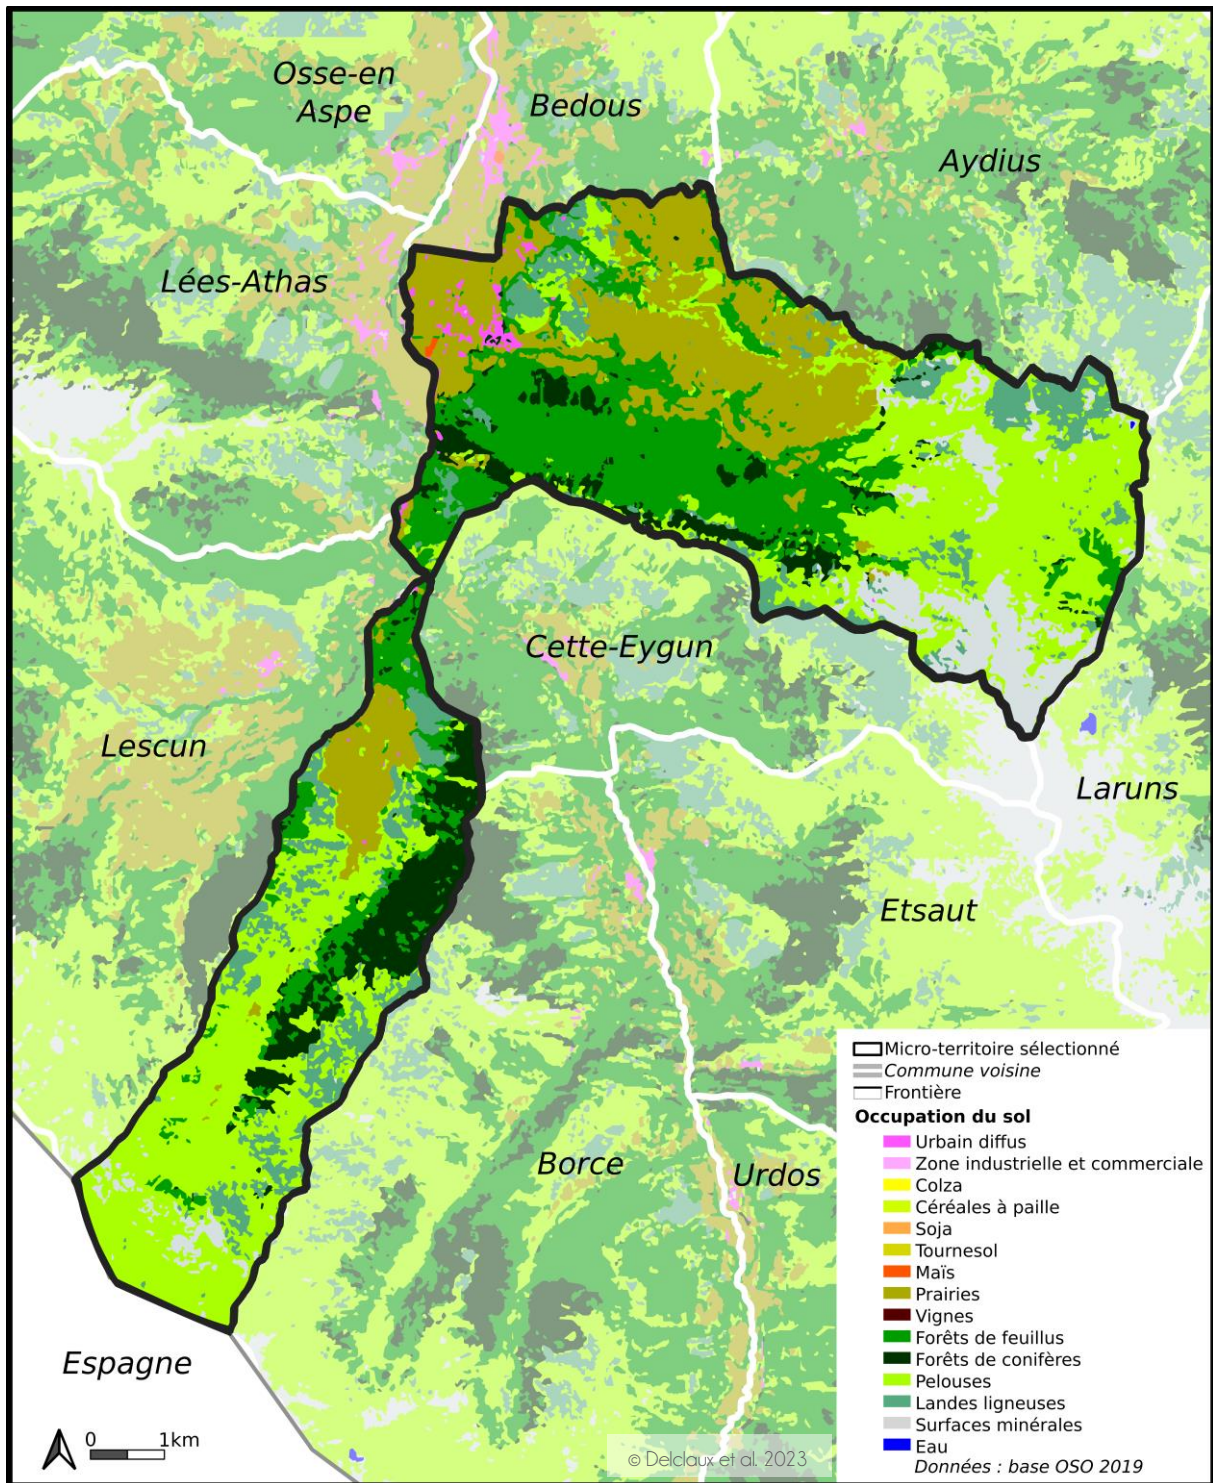 Osse-en
Aspe
Bedous
Aydius
Lées-Athas
Cette-Eygun
Lescun
Laruns
Etsaut
Borce
Urdos
Espagne
0 1km
Micro-territoire sélectionné
Commune voisine
Frontière
Occupation du sol
Urbain diffus
Zone industrielle et commerciale
Colza
Céréales à paille
Soja
Tournesol
Maïs
Prairies
Vignes
Forêts de feuillus
Forêts de conifères
Pelouses
Landes ligneuses
Surfaces minérales
Eau
Données : base OSO 2019
© Delclaux et al. 2023